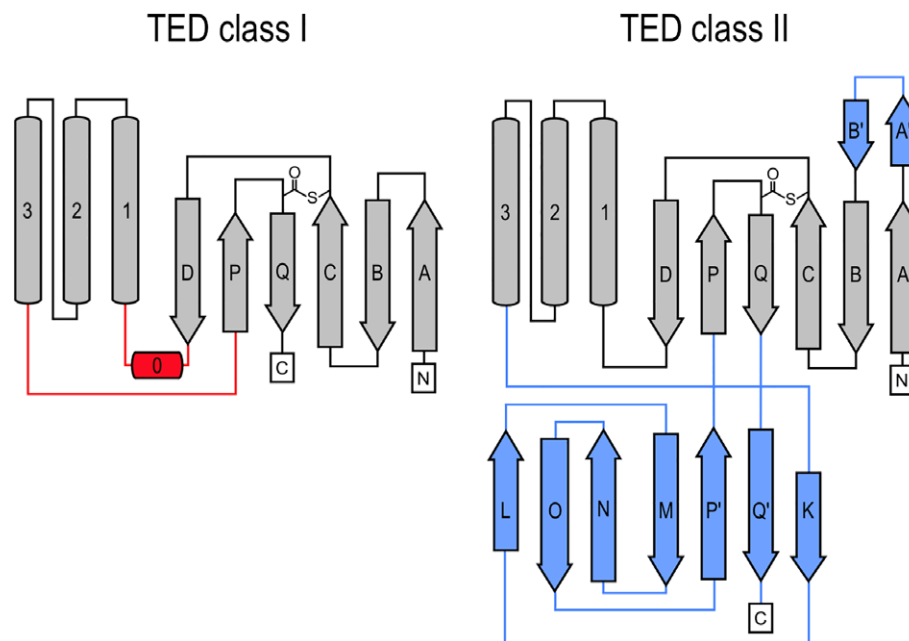 TED class I
TED class II
B' A'
O
S
3 2 1 D P Q C B A
0
C
N
O
S
3 2 1 D P Q C B A
N
L O N M P' Q' K
C